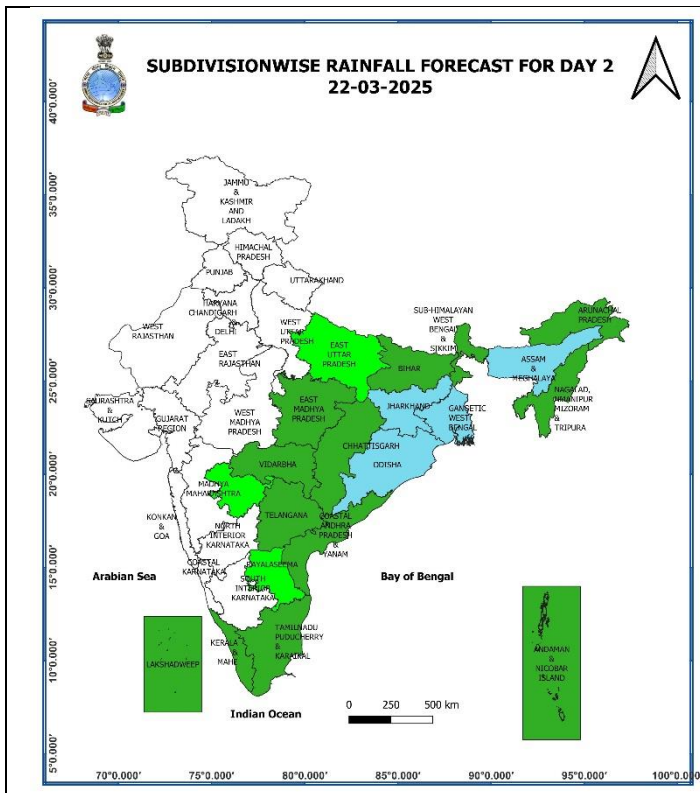 SUBDIVISIONWISE RAINFALL FORECAST FOR DAY 2
22-03-2025
40°0.000'
35°0.000'
30°0.000'
25°0.000'
20°0.000'
15°0.000'
10°0.000'
5°0.000'
JAMMU
&
KASHMIR
AND
LADAKH
HIMACHAL
PRADESH
PUNJAB
UTTARAKHAND
HARYANA
CHANDIGARH
&
DELHI
WEST
RAJASTHAN
EAST
RAJASTHAN
WEST
UTTAR
PRADESH
EAST
UTTAR
PRADESH
SUB-HIMALAYAN
WEST
BENGAL
&
SIKKIM
ARUNACHAL
PRADESH
ASSAM
&
MEGHALAYA
NAGALAD,
MANIPUR
MIZORAM
&
TRIPURA
BIHAR
JHARKHAND
GANGETIC
WEST
BENGAL
SAURASHTRA
&
KUTCH
GUJARAT
REGION
WEST
MADHYA
PRADESH
EAST
MADHYA
PRADESH
CHHATTISGARH
ODISHA
VIDARBHA
MADHYA
MAHARASHTRA
KONKAN
&
GOA
TELANGANA
COASTAL
ANDHRA
PRADESH
&
YANAM
NORTH
INTERIOR
KARNATAKA
COASTAL
KARNATAKA
RAYALASEEMA
SOUTH
INTERIOR
KARNATAKA
Arabian Sea
Bay of Bengal
TAMILNADU
PUDUCHERRY
&
KARAIKAL
KERALA
&
MAHE
LAKSHADWEEP
ANDAMAN
&
NICOBAR
ISLAND
Indian Ocean
0 250 500 km
70°0.000' 75°0.000' 80°0.000' 85°0.000' 90°0.000' 95°0.000' 100°0.000'